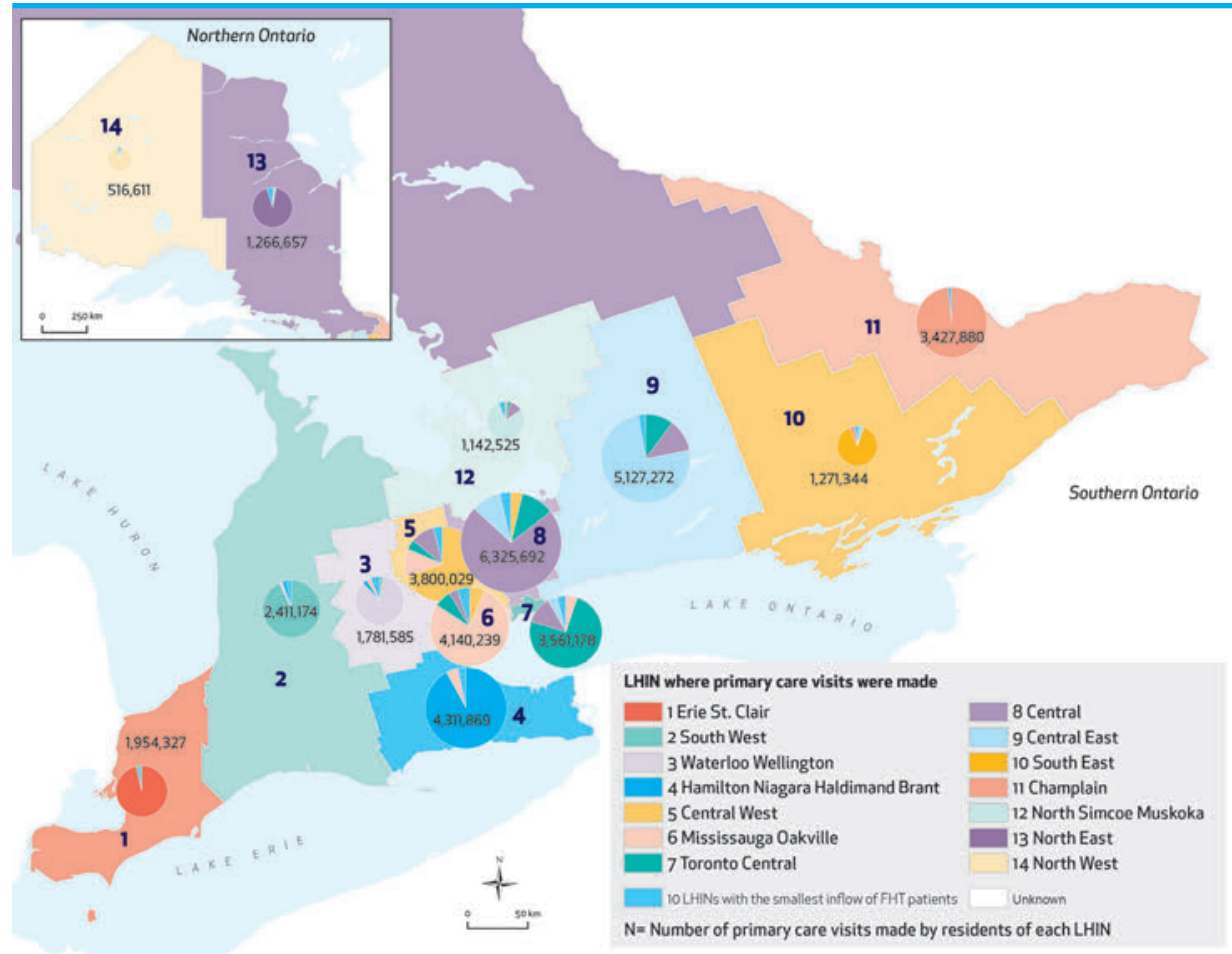 Northern Ontario
14
516,611
13
1,266,657
0 250 km
11
3,427,880
9
5,127,272
10
1,271,344
Southern Ontario
1,142,525
12
LAKE HURON
5
3,800,029
8
6,325,692
3
1,781,585
2,411,174
2
6
4,140,239
7
3,561,178
LAKE ONTARIO
4,311,869
4
1,954,327
1
LAKE ERIE
N
0 50 km
LHIN where primary care visits were made
1 Erie St. Clair
2 South West
3 Waterloo Wellington
4 Hamilton Niagara Haldimand Brant
5 Central West
6 Mississauga Oakville
7 Toronto Central
10 LHINs with the smallest inflow of FHT patients
8 Central
9 Central East
10 South East
11 Champlain
12 North Simcoe Muskoka
13 North East
14 North West
Unknown
N= Number of primary care visits made by residents of each LHIN